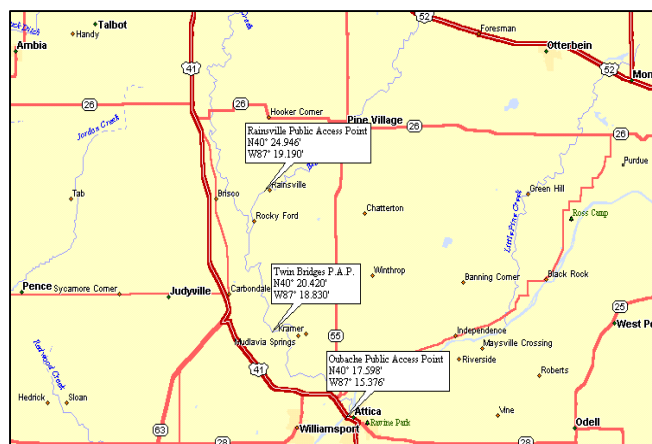 52
Talbot
Handy
Ambia
Foresman
Otterbein
52
52
Mon
41
26
26
Hooker Corner
Pine Village
26
26
Jordan Creek
Rainsville Public Access Point
N40° 24.946'
W87° 19.190'
Purdue
Rainsville
Tab
Brisco
Green Hill
Chatterton
Rocky Ford
Little Pine Creek
Ross Camp
Twin Bridges P.A.P.
N40° 20.420'
W87° 18.830'
Winthrop
Banning Corner
Black Rock
Pence
Sycamore Corner
Judyville
Carbondale
25
West P
Kramer
55
Independence
Mudlavia Springs
Maysville Crossing
Redwood Creek
Oubache Public Access Point
N40° 17.598'
W87° 15.376'
Riverside
41
Roberts
Hedrick
Sloan
Attica
Vine
Ravine Park
Odell
Williamsport
63
28
28